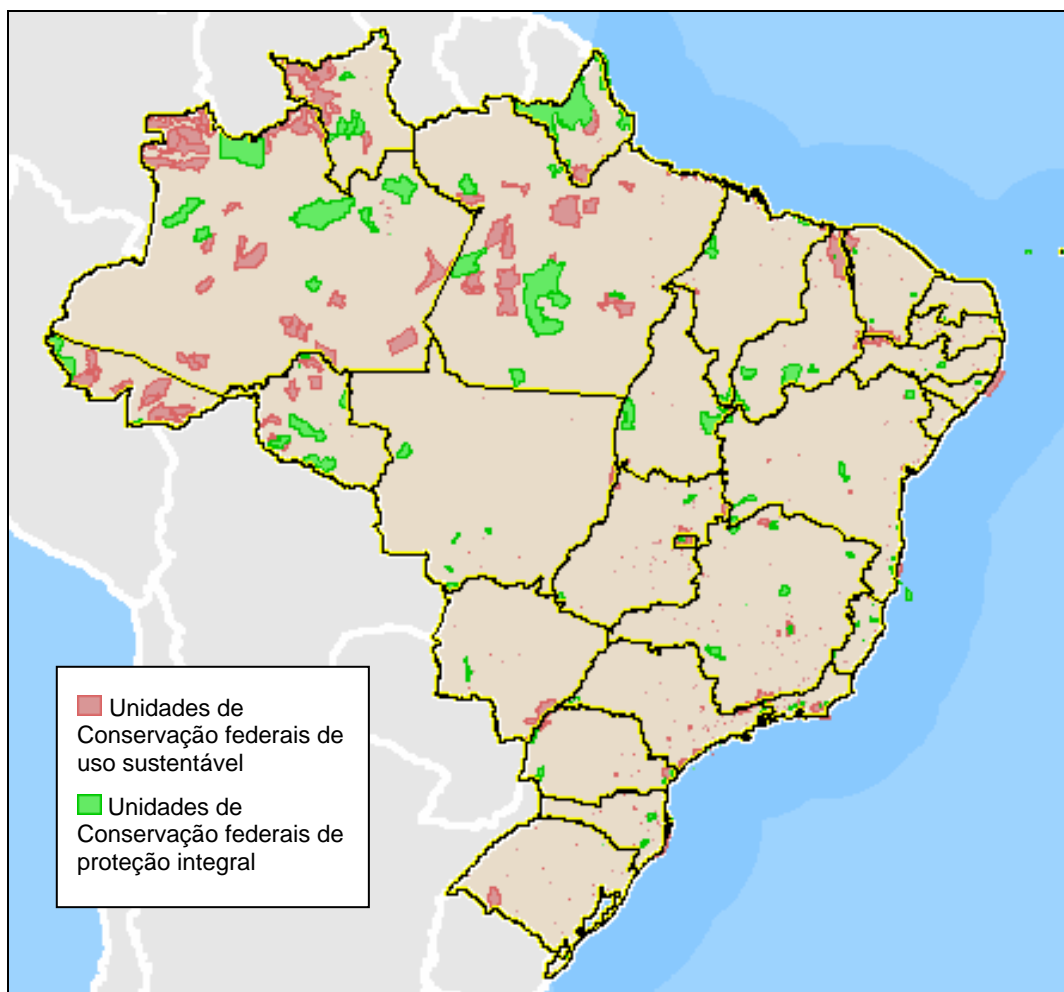 Unidades de
Conservação federais de
uso sustentável
Unidades de
Conservação federais de
proteção integral